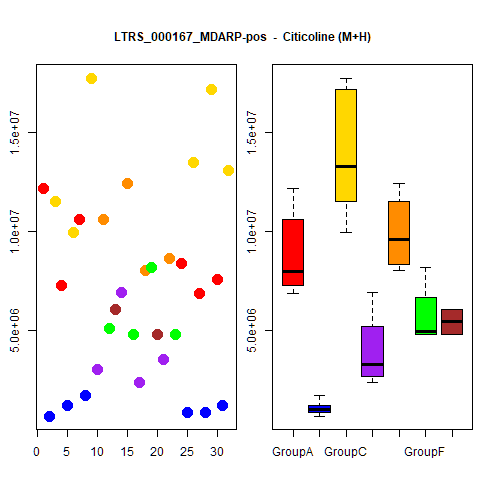 LTRS_000167_MDARP-pos - Citicoline (M+H)
1.5e+07
1.0e+07
5.0e+06
1.5e+07
1.0e+07
5.0e+06
0 5 10 15 20 25 30
GroupA GroupC GroupF